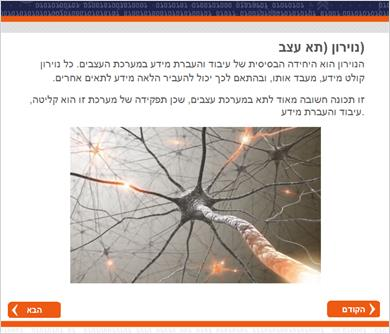 (נוירון (תא עצב
הנוירון הוא היחידה הבסיסית של עיבוד והעברת מידע במערכת העצבים. כל נוירון
קולט מידע, מעבד אותו, ובהתאם לכך יכול להעביר הלאה מידע לתאים אחרים.
זו תכונה חשובה מאוד לתא במערכת עצבים, שכן תפקידה של מערכת זו הוא קליטה,
.עיבוד והעברת מידע
הקודם
הבא